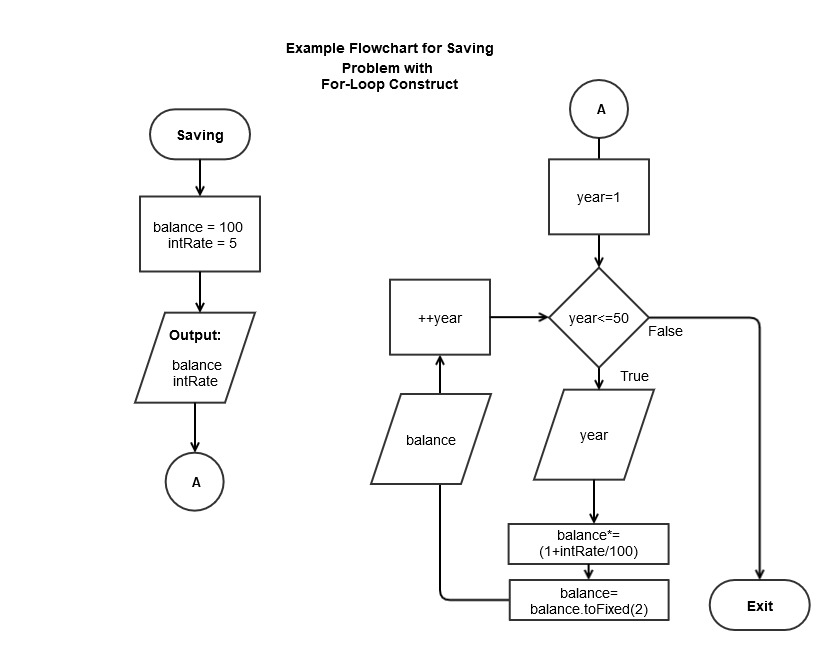 Example Flowchart for Saving
Problem with
For-Loop Construct
Saving
balance = 100
intRate = 5
Output:
balance
intRate
A
A
year=1
year<=50
False
True
year
balance*=
(1+intRate/100)
balance=
balance.toFixed(2)
balance
++year
Exit